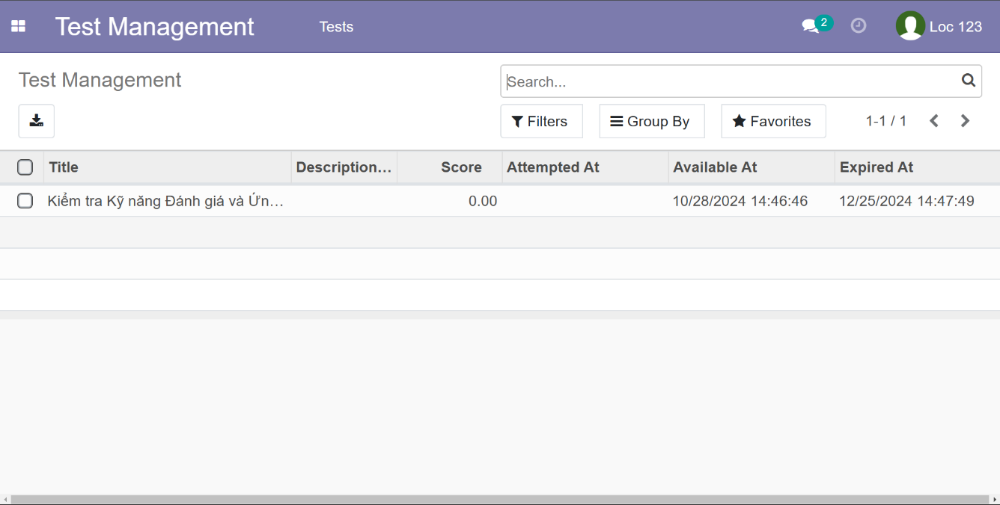 Test Management Tests 2 Loc 123
Test Management Search...
Filters Group By Favorites 1-1 / 1
Title Description... Score Attempted At Available At Expired At
Kiểm tra Kỹ năng Đánh giá và Ứn... 0.00 10/28/2024 14:46:46 12/25/2024 14:47:49